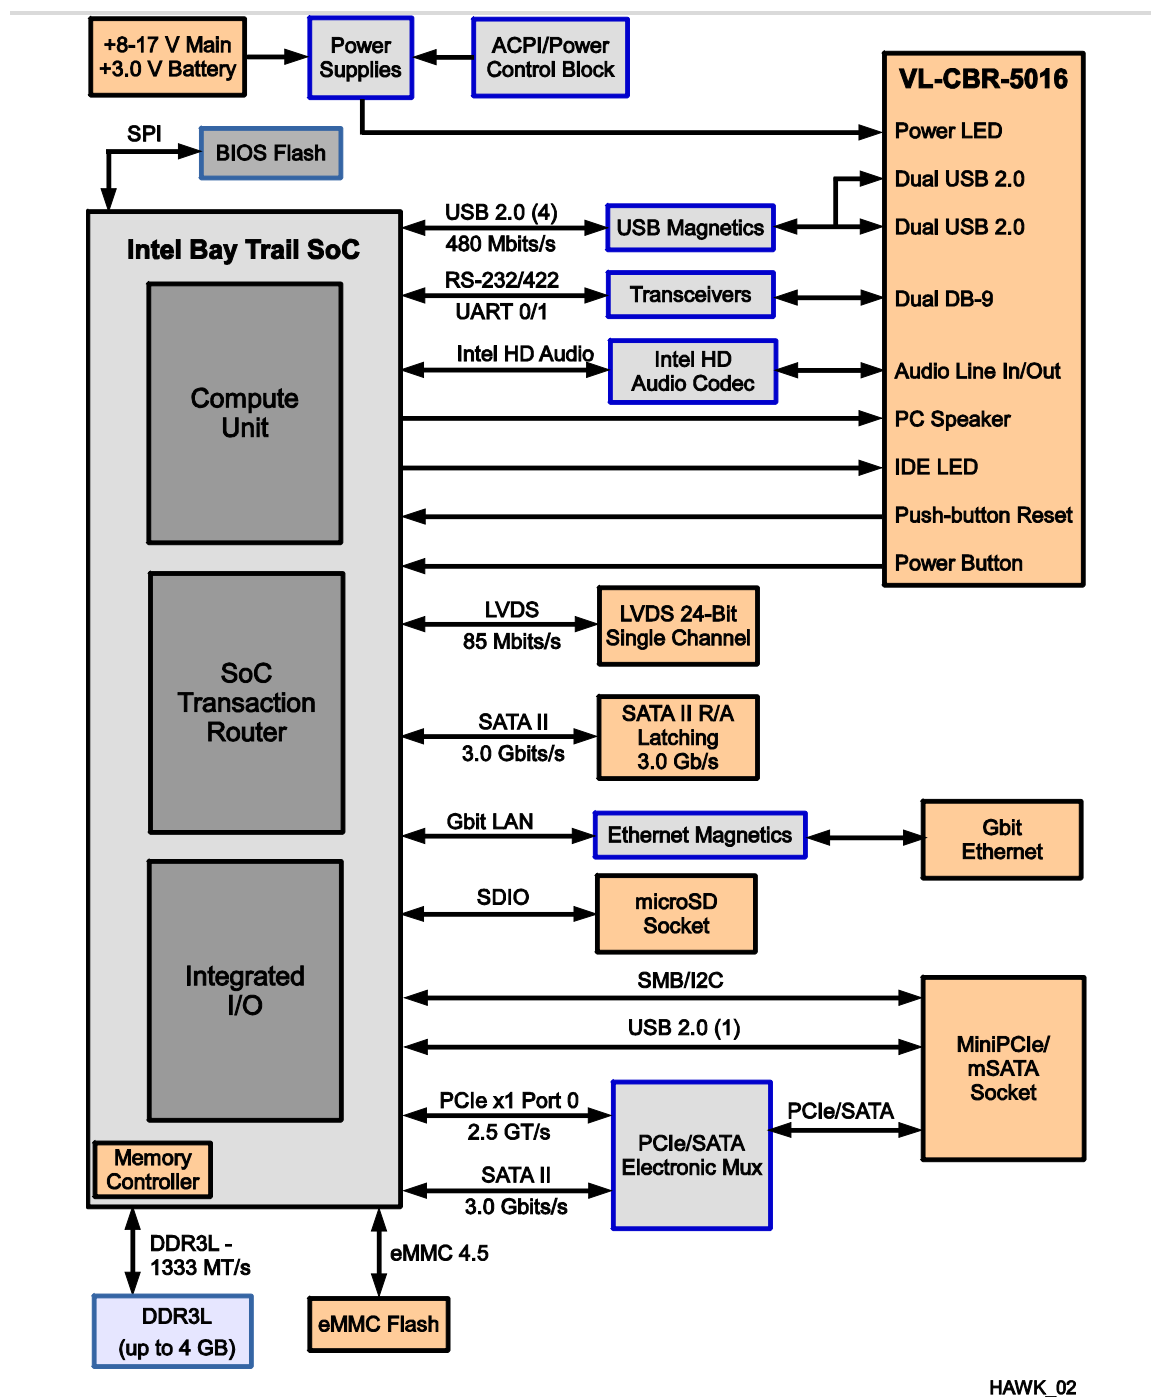 +8-17 V Main
+3.0 V Battery
Power
Supplies
ACPI/Power
Control Block
VL-CBR-5016
Power LED
Dual USB 2.0
Dual USB 2.0
Dual DB-9
Audio Line In/Out
PC Speaker
IDE LED
Push-button Reset
Power Button
SPI
BIOS Flash
Intel Bay Trail SoC
Compute
Unit
SoC
Transaction
Router
Integrated
I/O
Memory
Controller
USB 2.0 (4)
480 Mbits/s
USB Magnetics
RS-232/422
UART 0/1
Transceivers
Intel HD Audio
Intel HD
Audio Codec
LVDS
85 Mbits/s
LVDS 24-Bit
Single Channel
SATA II
3.0 Gbits/s
SATA II R/A
Latching
3.0 Gb/s
Gbit LAN
Ethernet Magnetics
Gbit
Ethernet
SDIO
microSD
Socket
SMB/I2C
USB 2.0 (1)
MiniPCIe/
mSATA
Socket
PCIe x1 Port 0
2.5 GT/s
SATA II
3.0 Gbits/s
PCIe/SATA
Electronic Mux
PCIe/SATA
DDR3L -
1333 MT/s
eMMC 4.5
DDR3L
(up to 4 GB)
eMMC Flash
HAWK_02